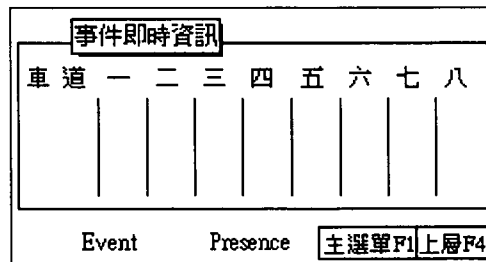 事件即時資訊
車道 一 二 三 四 五 六 七 八
Event Presence 主選單F1 上層F4